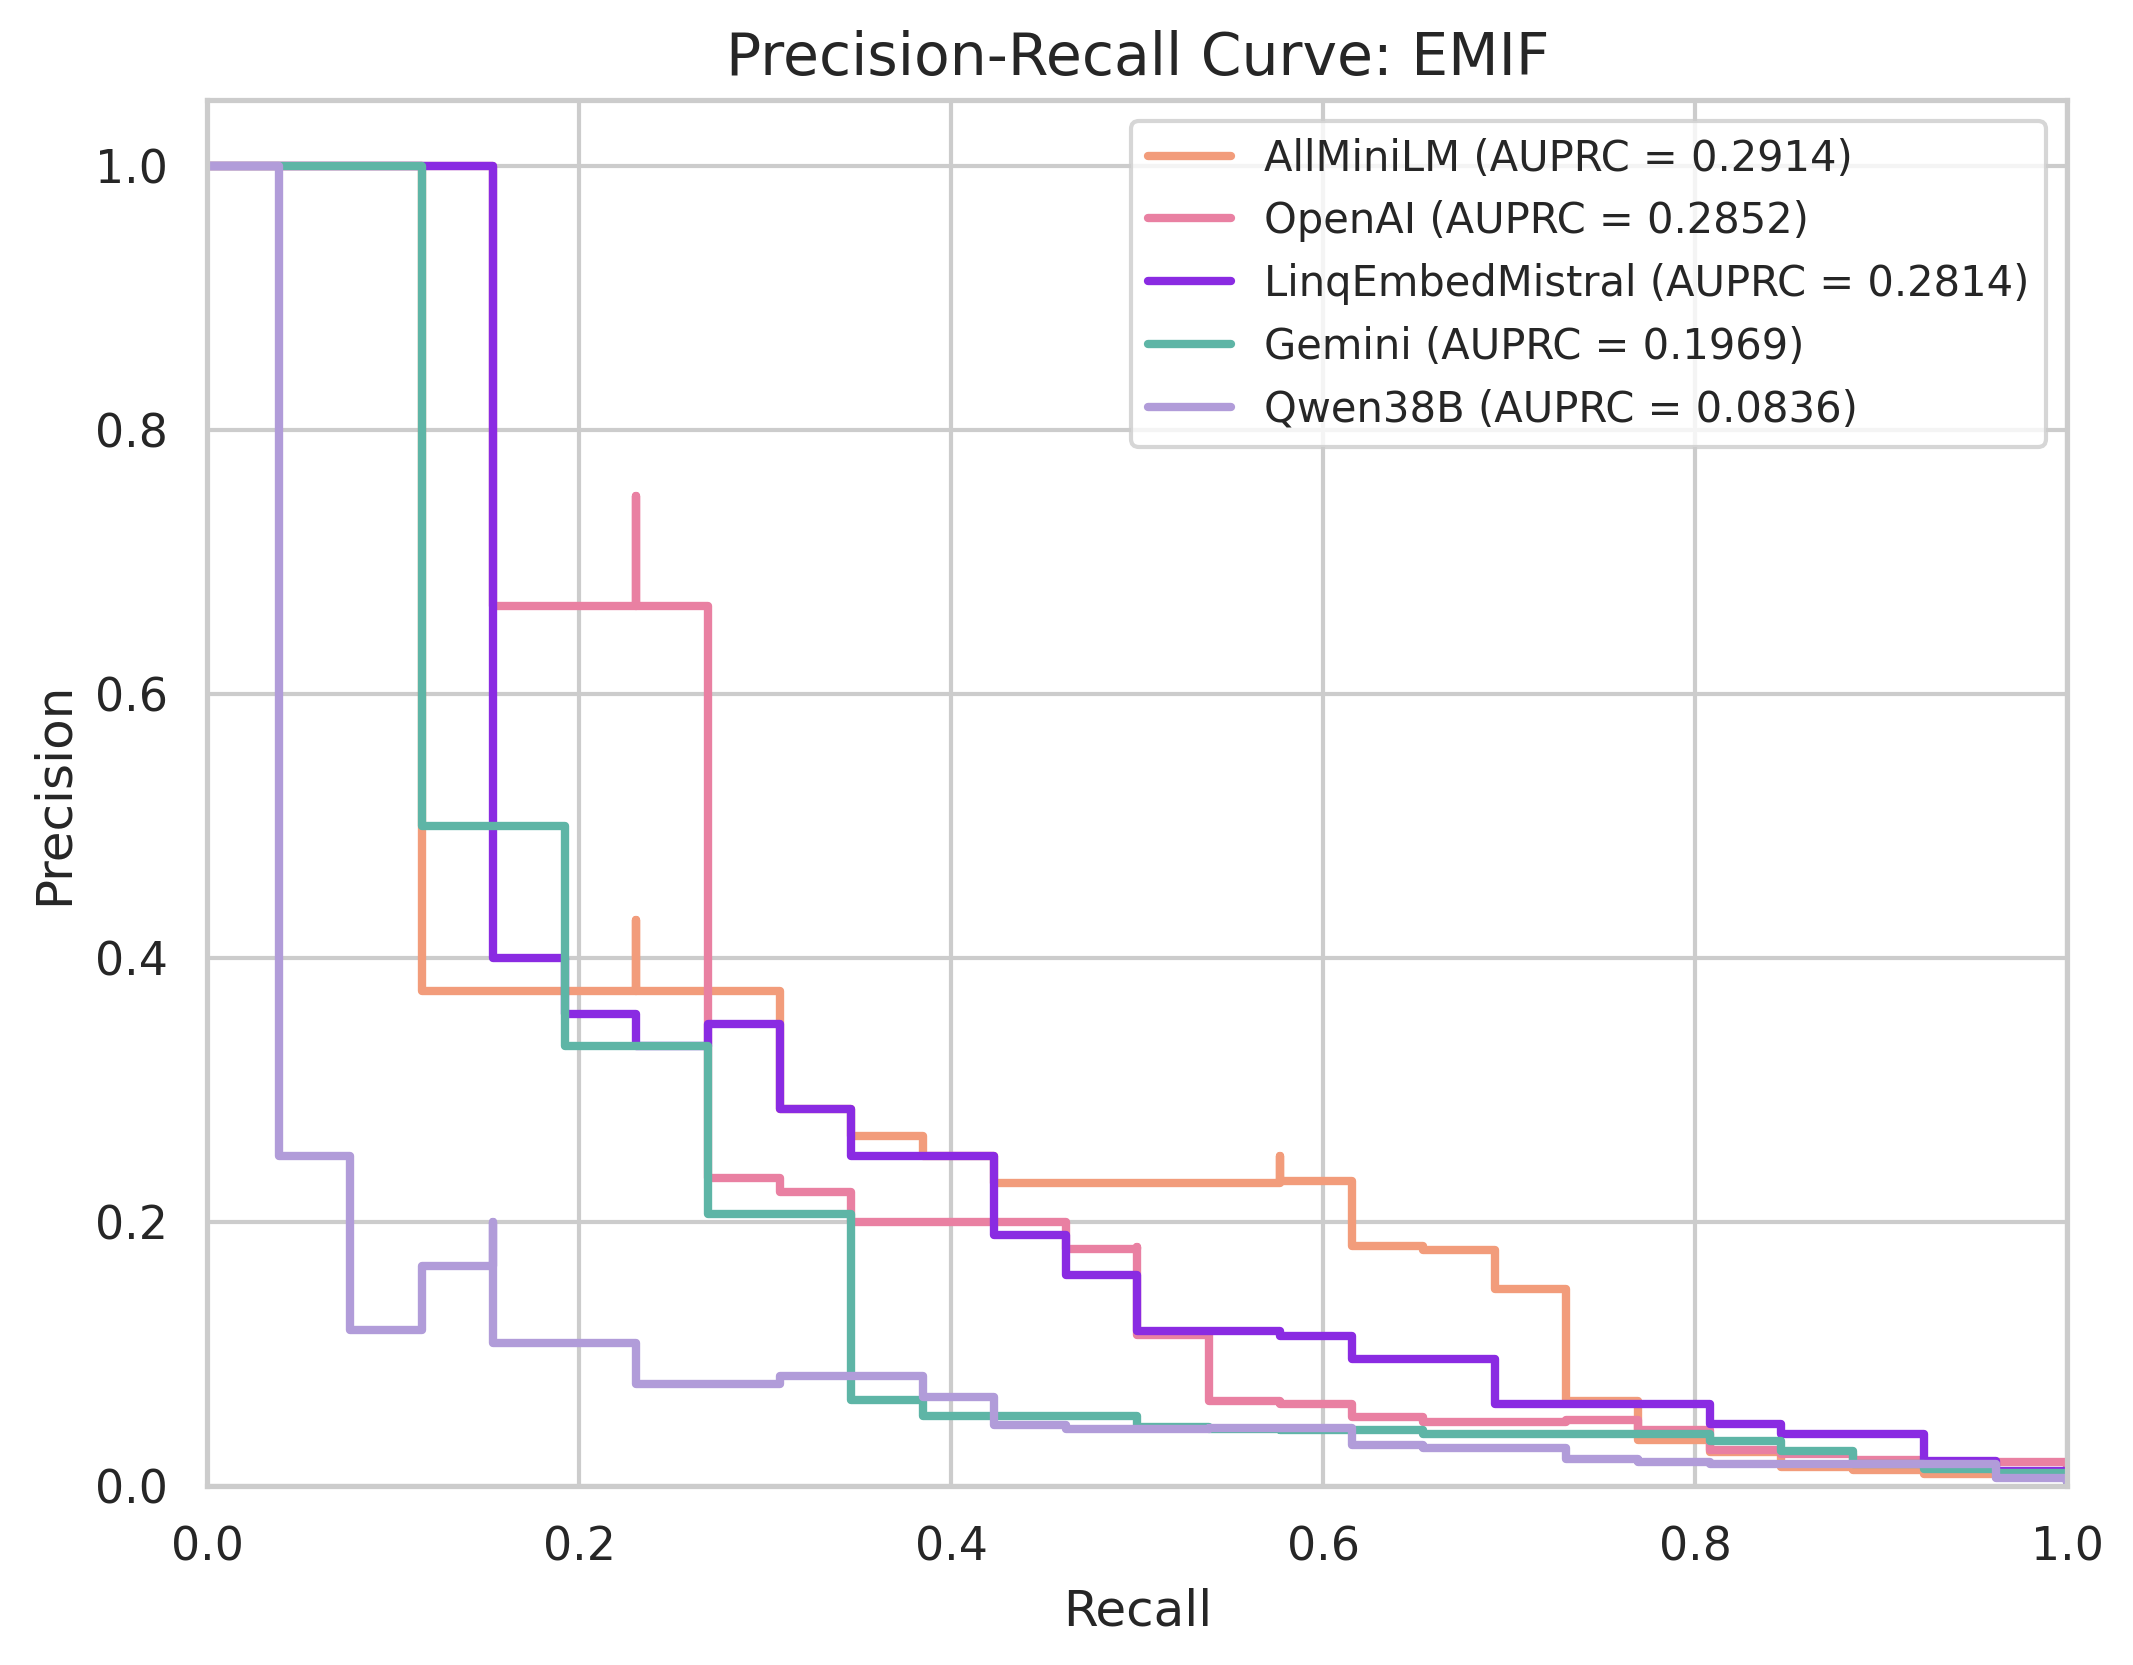 Precision-Recall Curve: EMIF
AllMiniLM (AUPRC = 0.2914)
OpenAI (AUPRC = 0.2852)
LinqEmbedMistral (AUPRC = 0.2814)
Gemini (AUPRC = 0.1969)
Qwen38B (AUPRC = 0.0836)
Precision
1.0
0.8
0.6
0.4
0.2
0.0
0.0 0.2 0.4 0.6 0.8 1.0
Recall